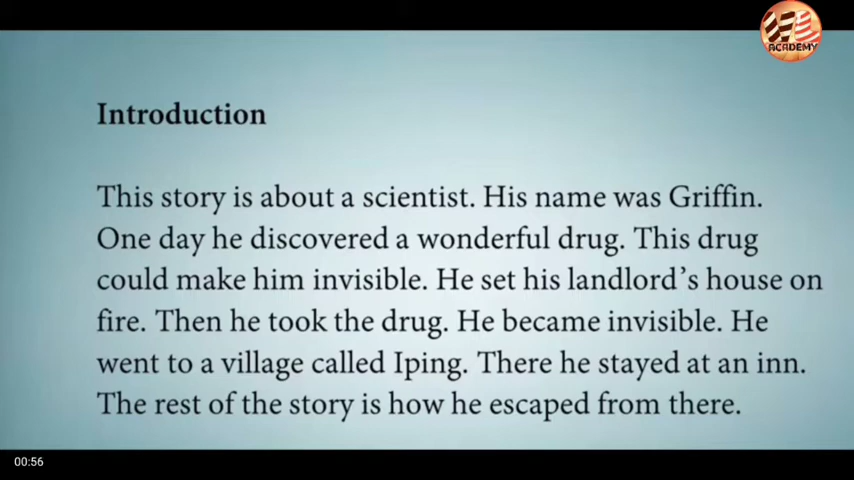 ACADEMY
Introduction
This story is about a scientist. His name was Griffin.
One day he discovered a wonderful drug. This drug
could make him invisible. He set his landlord’s house on
fire. Then he took the drug. He became invisible. He
went to a village called Iping. There he stayed at an inn.
The rest of the story is how he escaped from there.
00:56